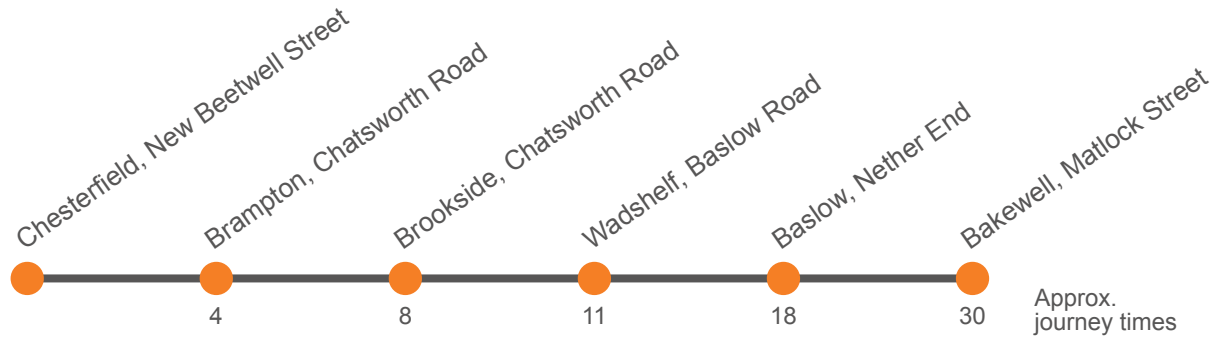 Chesterfield, New Beetwell Street
Brampton, Chatsworth Road
Brookside, Chatsworth Road
Wadshelf, Baslow Road
Baslow, Nether End
Bakewell, Matlock Street
4
8
11
18
30
Approx.
journey times